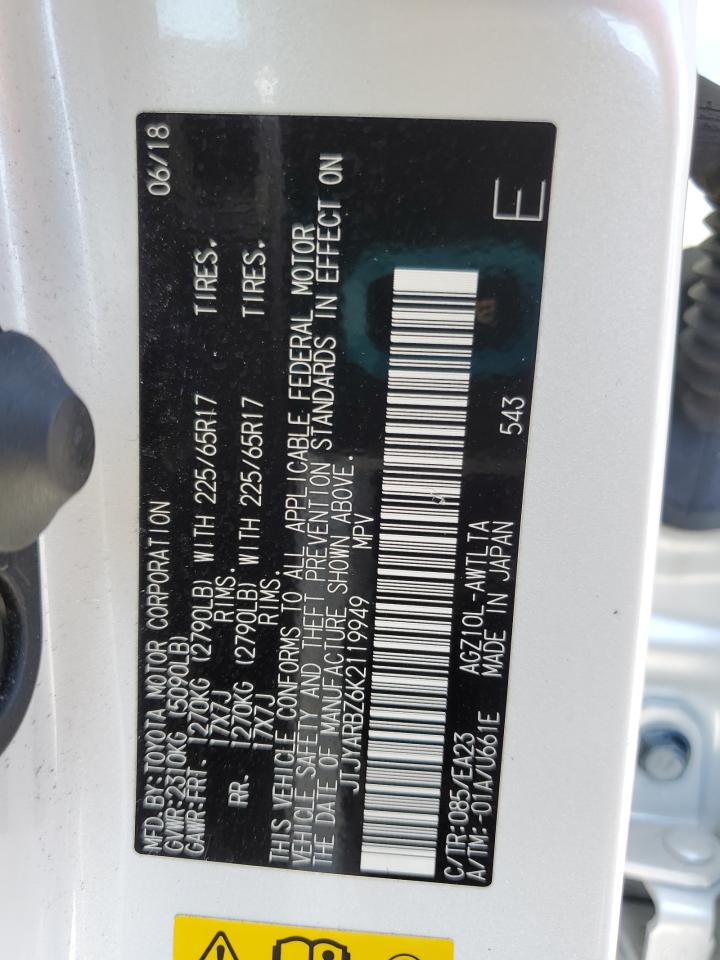 MFD.BY:TOYOTA MOTOR CORPORATION 06/18
GVWR:2310KG (5090LB)
GAWR:FRT. 1270KG (2790LB) WITH 225/65R17 TIRES.
17X7J RIMS.
RR. 1270KG (2790LB) WITH 225/65R17 TIRES.
17X7J RIMS.
THIS VEHICLE CONFORMS TO ALL APPLICABLE FEDERAL MOTOR
VEHICLE SAFETY AND THEFT PREVENTION STANDARDS IN EFFECT ON
THE DATE OF MANUFACTURE SHOWN ABOVE.
JTJYARBZ6K2119949 MPV
C/TR:085/EA23 AGZ10L-AWTLTA 543 E
A/TM:-01A/U661E MADE IN JAPAN